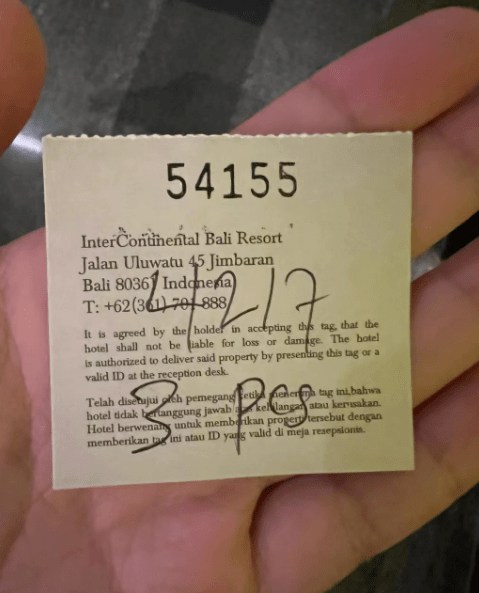 54155
InterContinental Bali Resort
Jalan Uluwatu 45 Jimbaran
Bali 80361 Indonesia
T: +62(361) 701 888
It is agreed by the holder in accepting this tag, that the
hotel shall not be liable for loss or damage. The hotel
is authorized to deliver said property by presenting this tag or a
valid ID at the reception desk.
3 pcs
Telah disetujui oleh pemegang ketika menerima tag ini,bahwa
hotel tidak bertanggung jawab atas kehilangan atau kerusakan.
Hotel berwenang untuk memberikan properti tersebut dengan
memberikan tag ini atau ID yang valid di meja resepsionis.